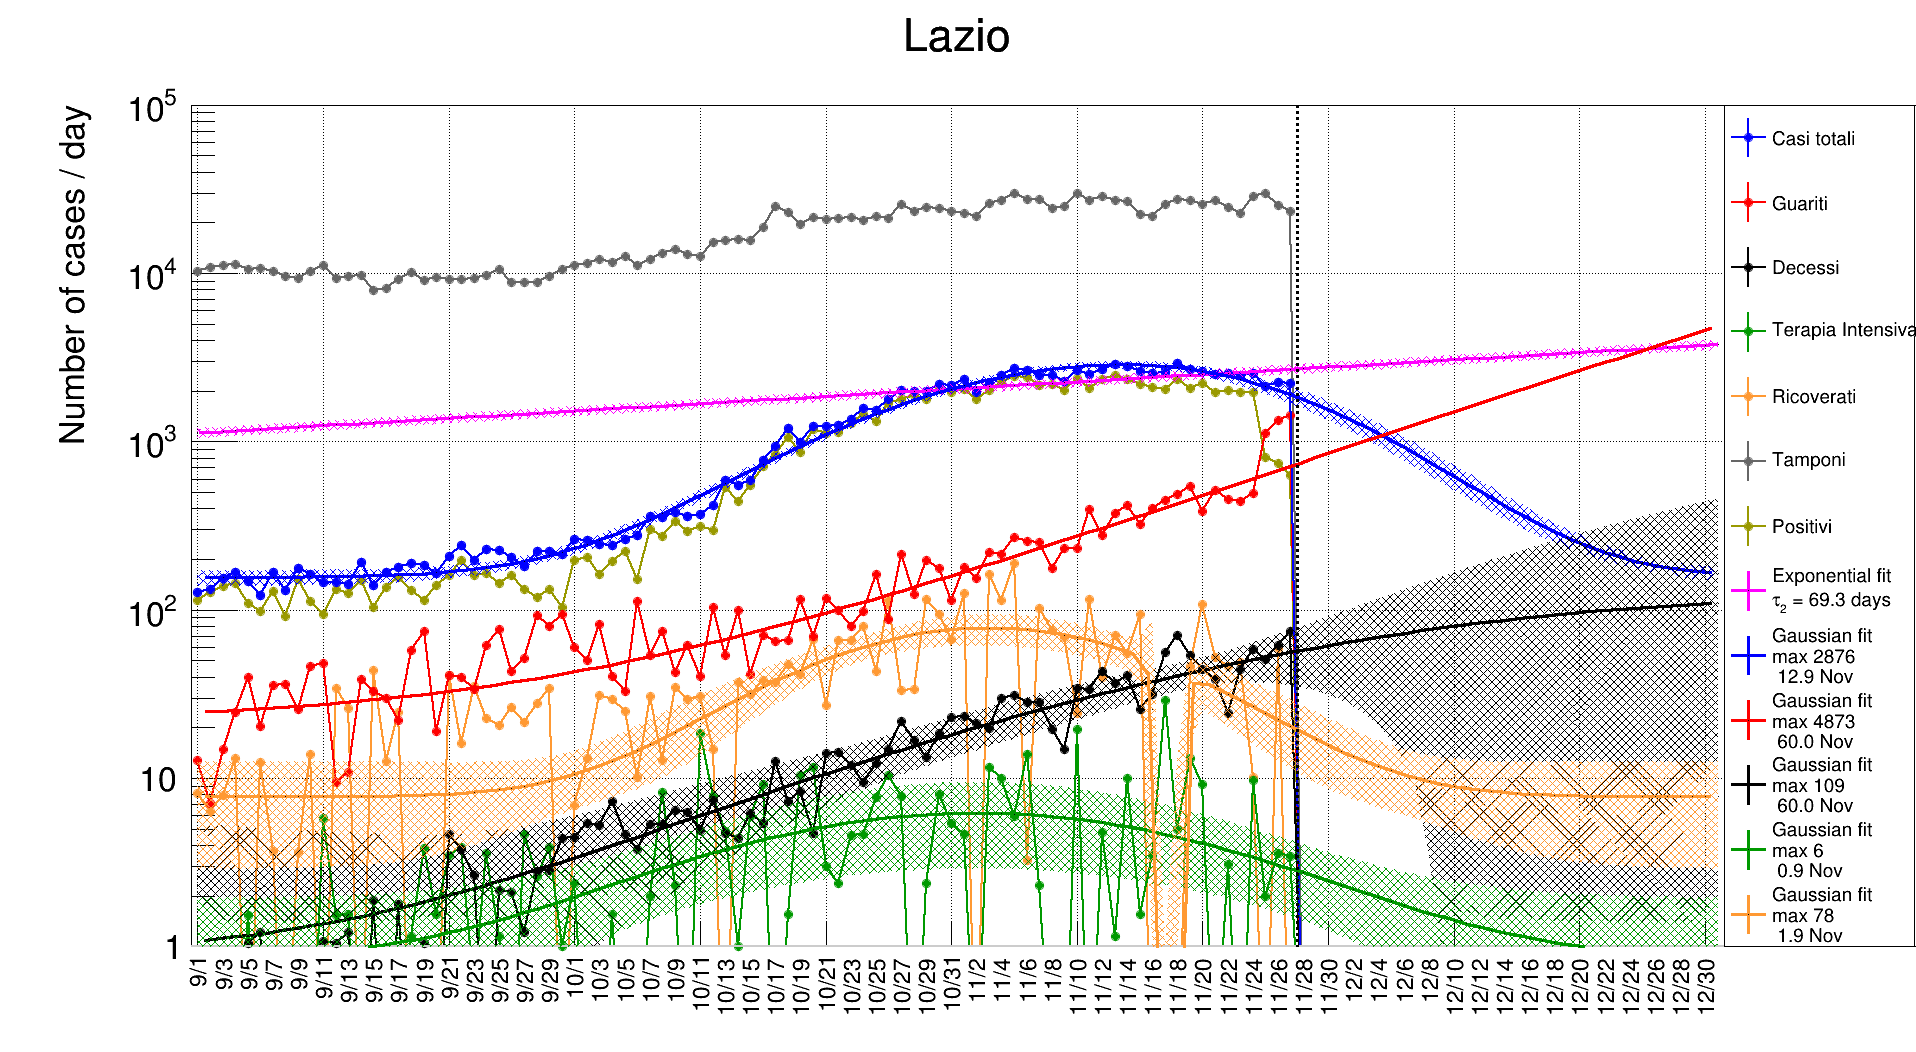 Lazio
Number of cases / day
10^5
10^4
10^3
10^2
10
1
9/1 9/3 9/5 9/7 9/9 9/11 9/13 9/15 9/17 9/19 9/21 9/23 9/25 9/27 9/29 10/1 10/3 10/5 10/7 10/9 10/11 10/13 10/15 10/17 10/19 10/21 10/23 10/25 10/27 10/29 10/31 11/2 11/4 11/6 11/8 11/10 11/12 11/14 11/16 11/18 11/20 11/22 11/24 11/26 11/28 11/30 12/2 12/4 12/6 12/8 12/10 12/12 12/14 12/16 12/18 12/20 12/22 12/24 12/26 12/28 12/30
Casi totali
Guariti
Decessi
Terapia Intensiva
Ricoverati
Tamponi
Positivi
Exponential fit
τ2 = 69.3 days
Gaussian fit
max 2876
12.9 Nov
Gaussian fit
max 4873
60.0 Nov
Gaussian fit
max 109
60.0 Nov
Gaussian fit
max 6
0.9 Nov
Gaussian fit
max 78
1.9 Nov